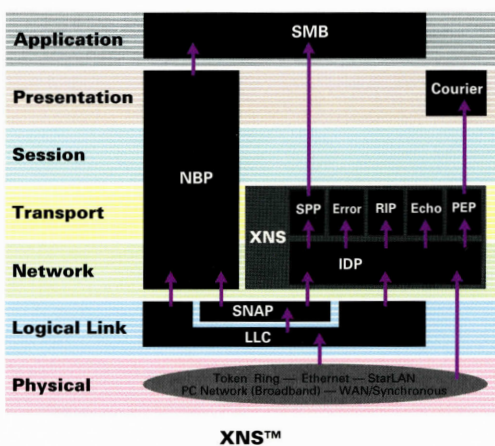 Application
SMB
Presentation
Courier
Session
NBP
Transport
XNS
SPP
Error
RIP
Echo
PEP
Network
IDP
Logical Link
SNAP
LLC
Physical
Token Ring — Ethernet — StarLAN
PC Network (Broadband) — WAN/Synchronous
XNS™